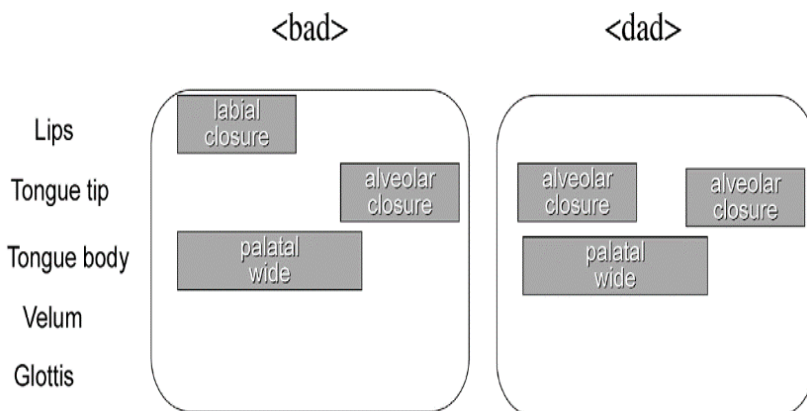 <bad>
<dad>
Lips
labial
closure
Tongue tip
alveolar
closure
alveolar
closure
alveolar
closure
Tongue body
palatal
wide
palatal
wide
Velum
Glottis